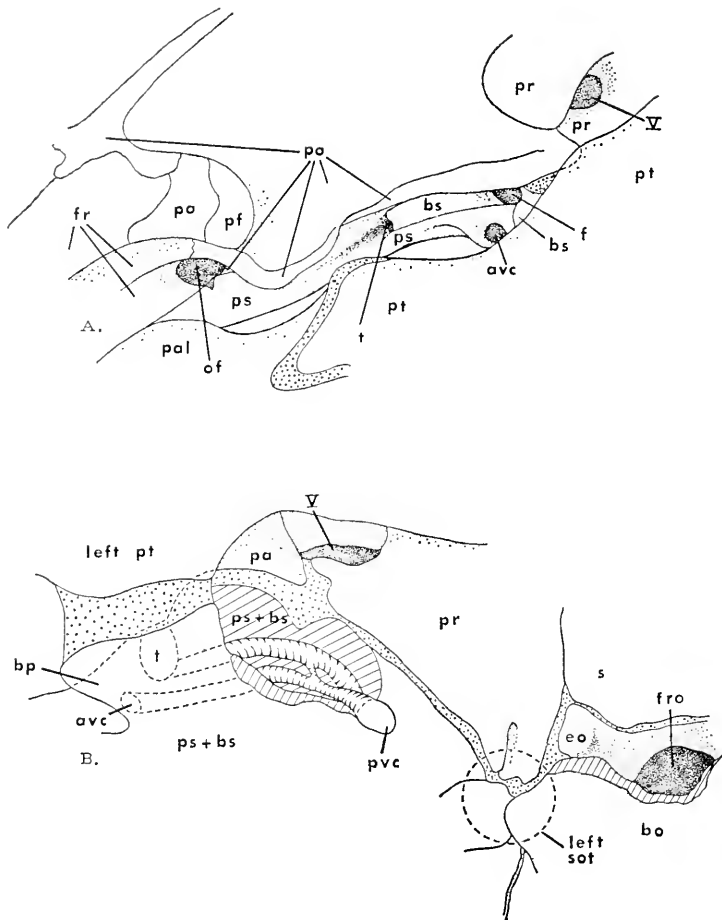 pr
V
pr
pt
po
fr
pa
pf
bs
f
ps
bs
avc
ps
pt
A.
t
pal
of
V
left pt
pa
ps+bs
pr
t
bp
s
fro
avc
eo
B.
ps+bs
pvc
left
sot
bo